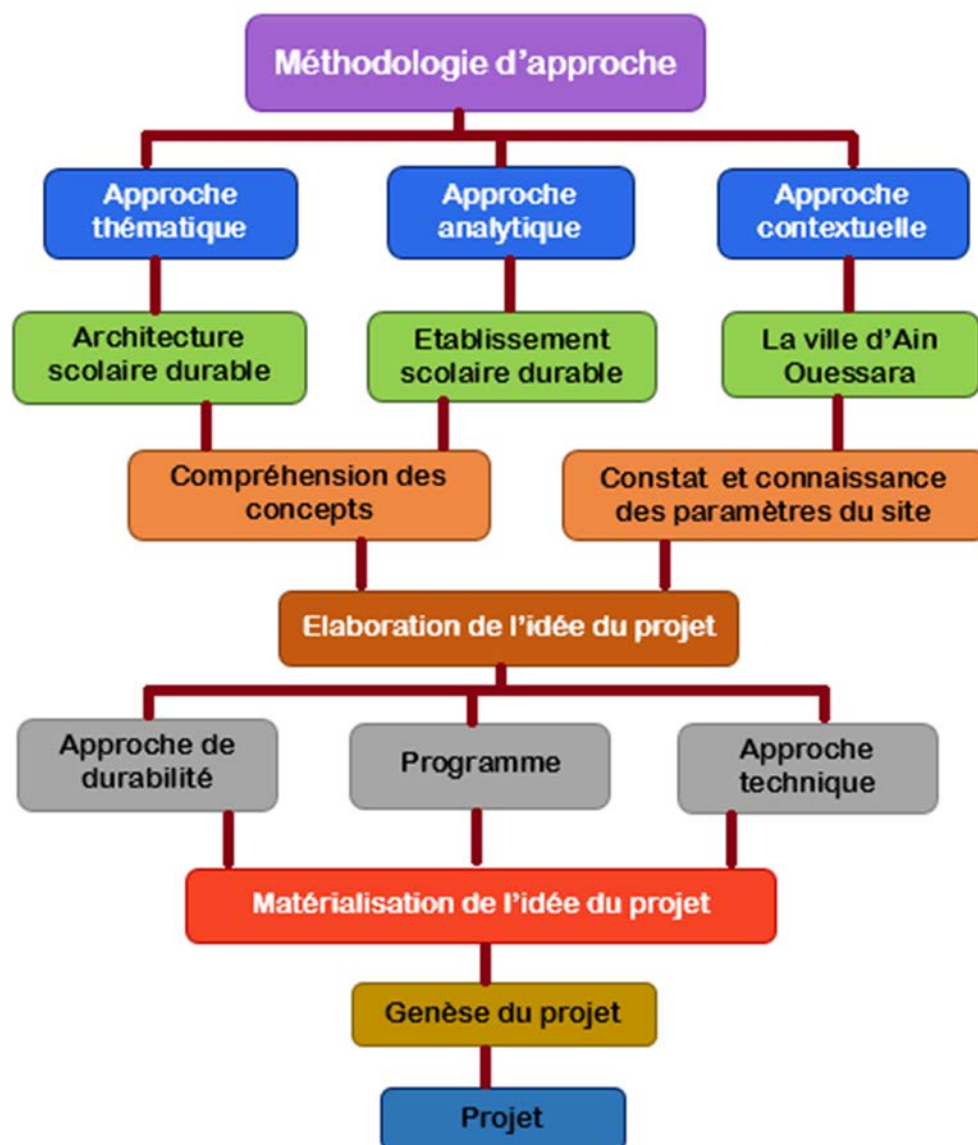 Méthodologie d'approche
Approche
thématique
Approche
analytique
Approche
contextuelle
Architecture
scolaire durable
Etablissement
scolaire durable
La ville d'Ain
Ouessara
Compréhension des
concepts
Constat et connaissance
des paramètres du site
Elaboration de l'idée du projet
Approche de
durabilité
Programme
Approche
technique
Matérialisation de l'idée du projet
Genèse du projet
Projet